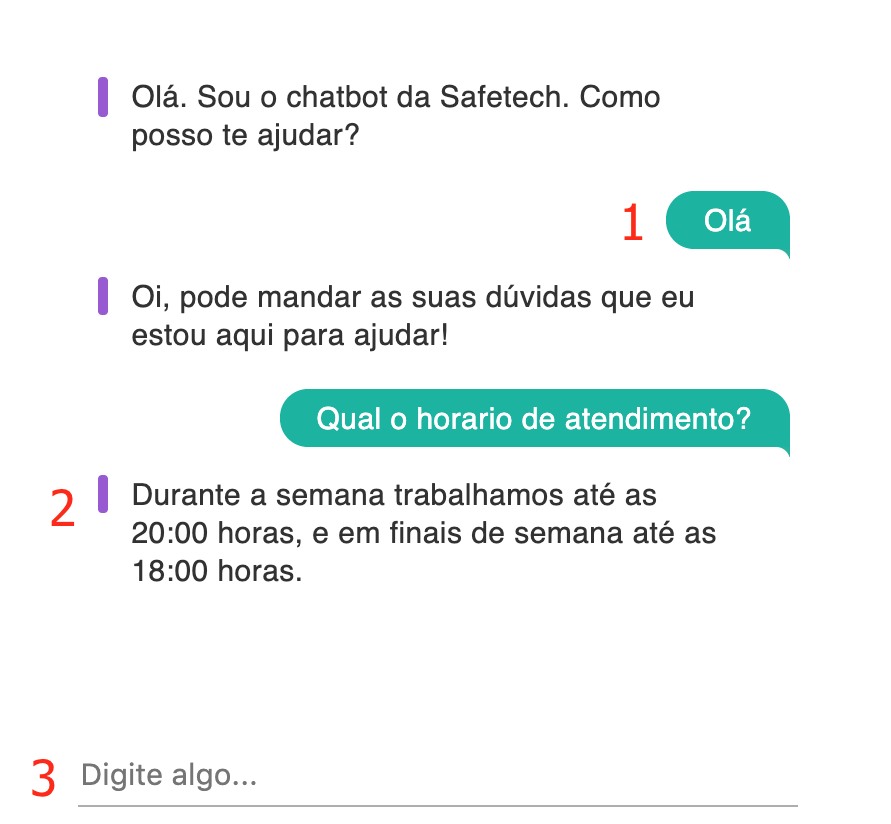 Olá. Sou o chatbot da Safetech. Como
posso te ajudar?
1 Olá
Oi, pode mandar as suas dúvidas que eu
estou aqui para ajudar!
Qual o horario de atendimento?
2 Durante a semana trabalhamos até as
20:00 horas, e em finais de semana até as
18:00 horas.
3 Digite algo...